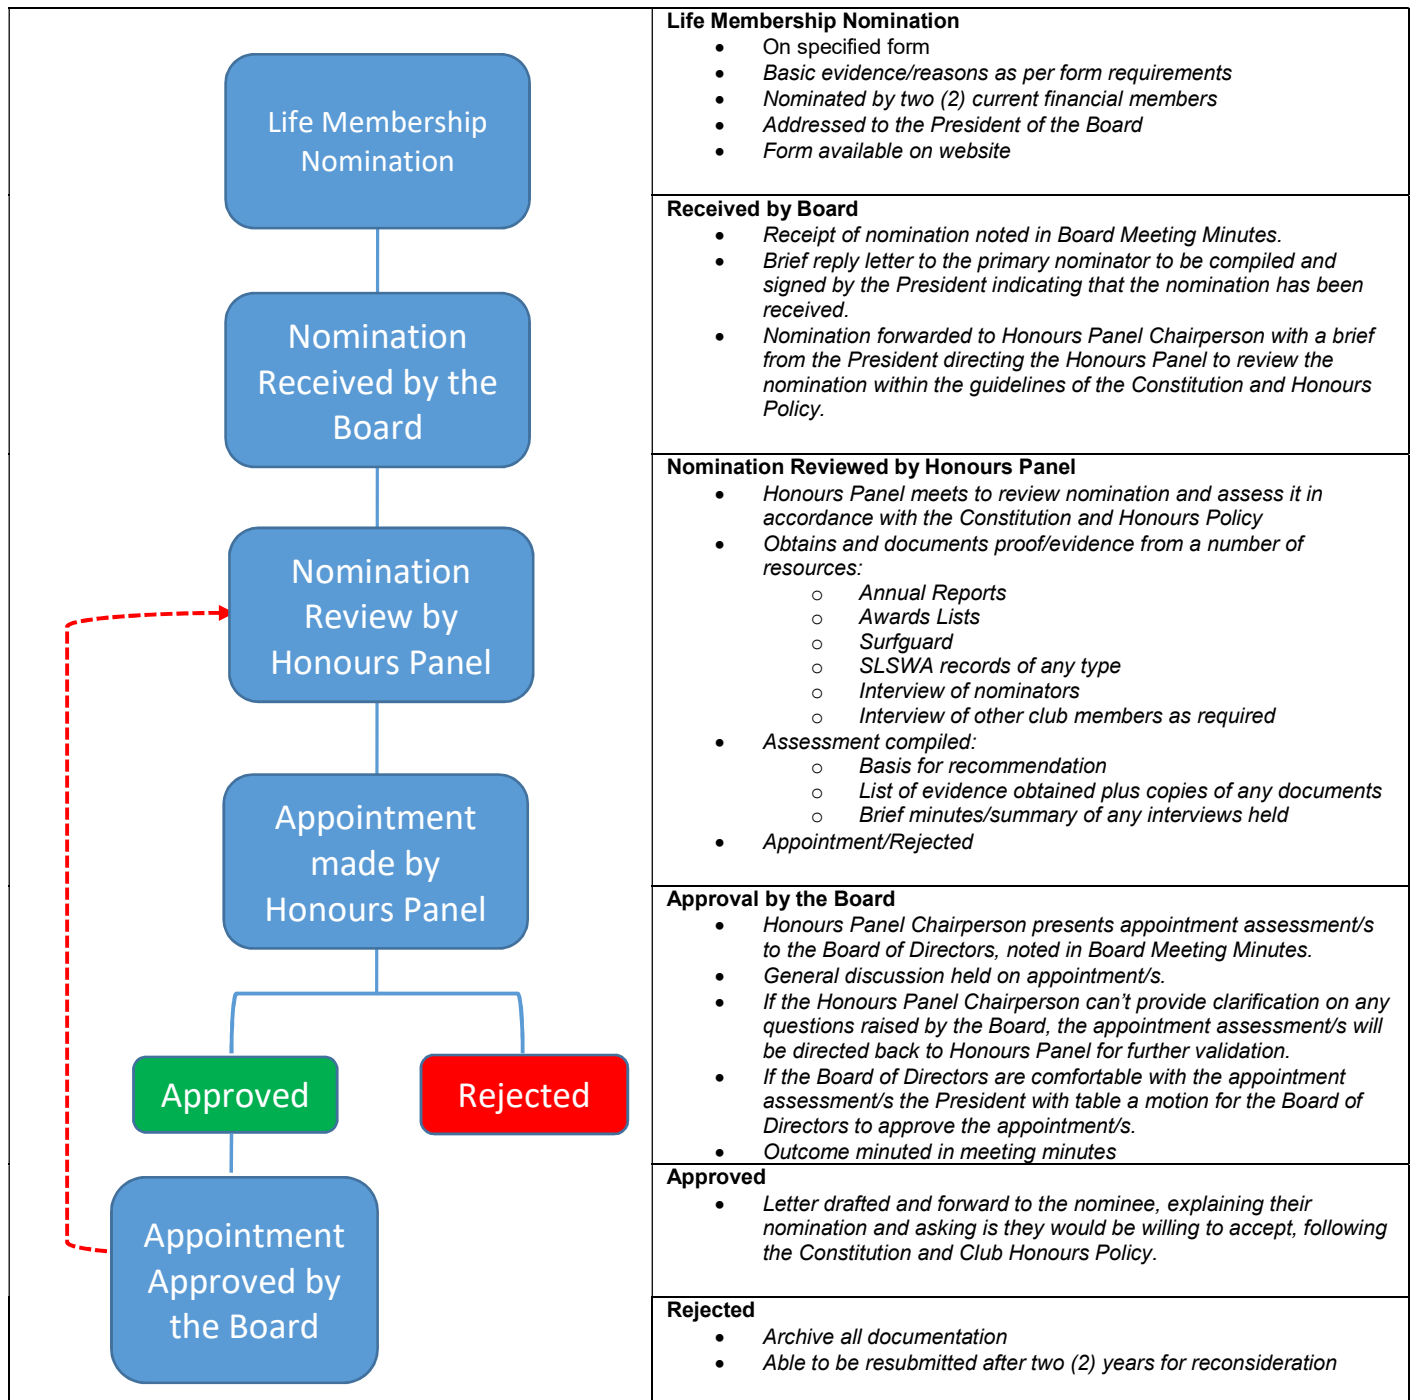 Life Membership
Nomination
Nomination
Received by the
Board
Nomination
Review by
Honours Panel
Appointment
made by
Honours Panel
Approved
Rejected
Appointment
Approved by
the Board
Life Membership Nomination
• On specified form
• Basic evidence/reasons as per form requirements
• Nominated by two (2) current financial members
• Addressed to the President of the Board
• Form available on website
Received by Board
• Receipt of nomination noted in Board Meeting Minutes.
• Brief reply letter to the primary nominator to be compiled and
signed by the President indicating that the nomination has been
received.
• Nomination forwarded to Honours Panel Chairperson with a brief
from the President directing the Honours Panel to review the
nomination within the guidelines of the Constitution and Honours
Policy.
Nomination Reviewed by Honours Panel
• Honours Panel meets to review nomination and assess it in
accordance with the Constitution and Honours Policy
• Obtains and documents proof/evidence from a number of
resources:
o Annual Reports
o Awards Lists
o Surfguard
o SLSWA records of any type
o Interview of nominators
o Interview of other club members as required
• Assessment compiled:
o Basis for recommendation
o List of evidence obtained plus copies of any documents
o Brief minutes/summary of any interviews held
• Appointment/Rejected
Approval by the Board
• Honours Panel Chairperson presents appointment assessment/s
to the Board of Directors, noted in Board Meeting Minutes.
• General discussion held on appointment/s.
• If the Honours Panel Chairperson can’t provide clarification on any
questions raised by the Board, the appointment assessment/s will
be directed back to Honours Panel for further validation.
• If the Board of Directors are comfortable with the appointment
assessment/s the President with table a motion for the Board of
Directors to approve the appointment/s.
• Outcome minuted in meeting minutes
Approved
• Letter drafted and forward to the nominee, explaining their
nomination and asking is they would be willing to accept, following
the Constitution and Club Honours Policy.
Rejected
• Archive all documentation
• Able to be resubmitted after two (2) years for reconsideration